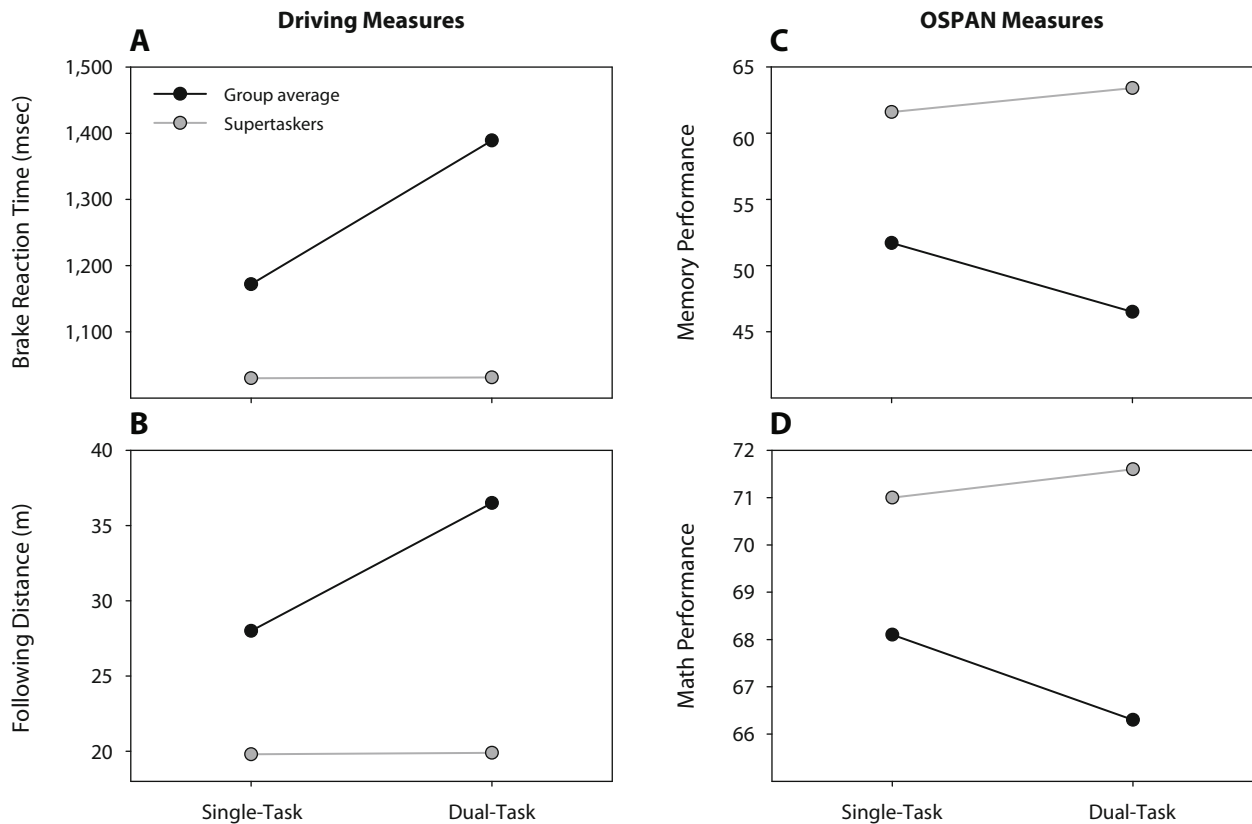 Driving Measures
OSPAN Measures
A
1,500
1,400
1,300
1,200
1,100
Brake Reaction Time (msec)
Group average
Supertaskers
C
65
60
55
50
45
Memory Performance
B
40
35
30
25
20
Following Distance (m)
Single-Task
Dual-Task
D
72
71
70
69
68
67
66
Math Performance
Single-Task
Dual-Task